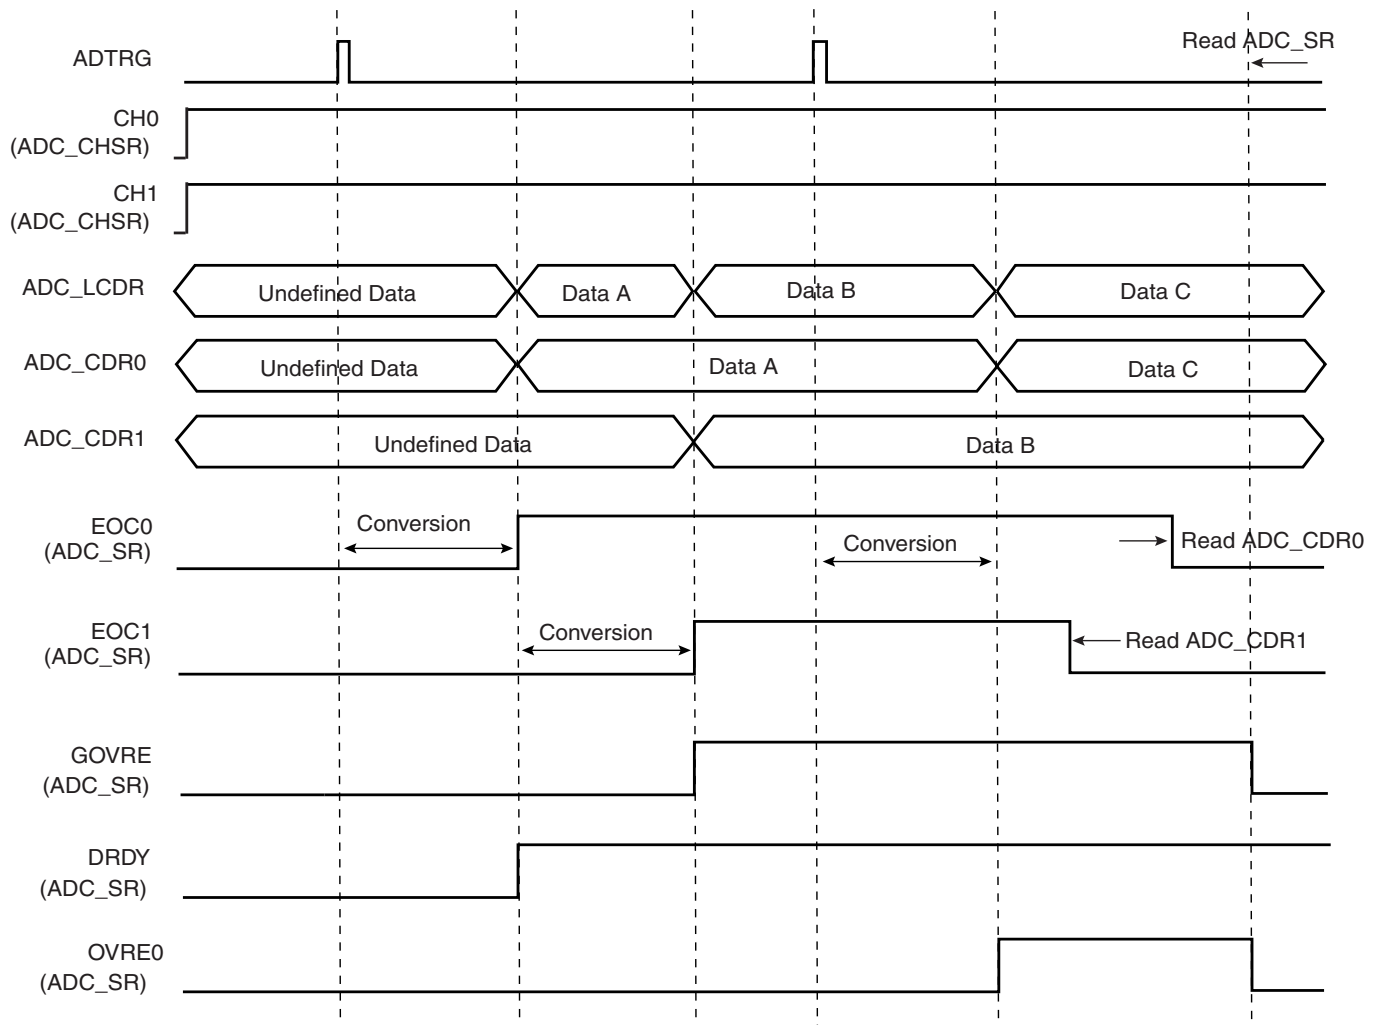 ADTRG
Read ADC_SR
CH0
(ADC_CHSR)
CH1
(ADC_CHSR)
ADC_LCDR
Undefined Data
Data A
Data B
Data C
ADC_CDR0
Undefined Data
Data A
Data C
ADC_CDR1
Undefined Data
Data B
EOC0
(ADC_SR)
Conversion
Conversion
Read ADC_CDR0
EOC1
(ADC_SR)
Conversion
Read ADC_CDR1
GOVRE
(ADC_SR)
DRDY
(ADC_SR)
OVRE0
(ADC_SR)